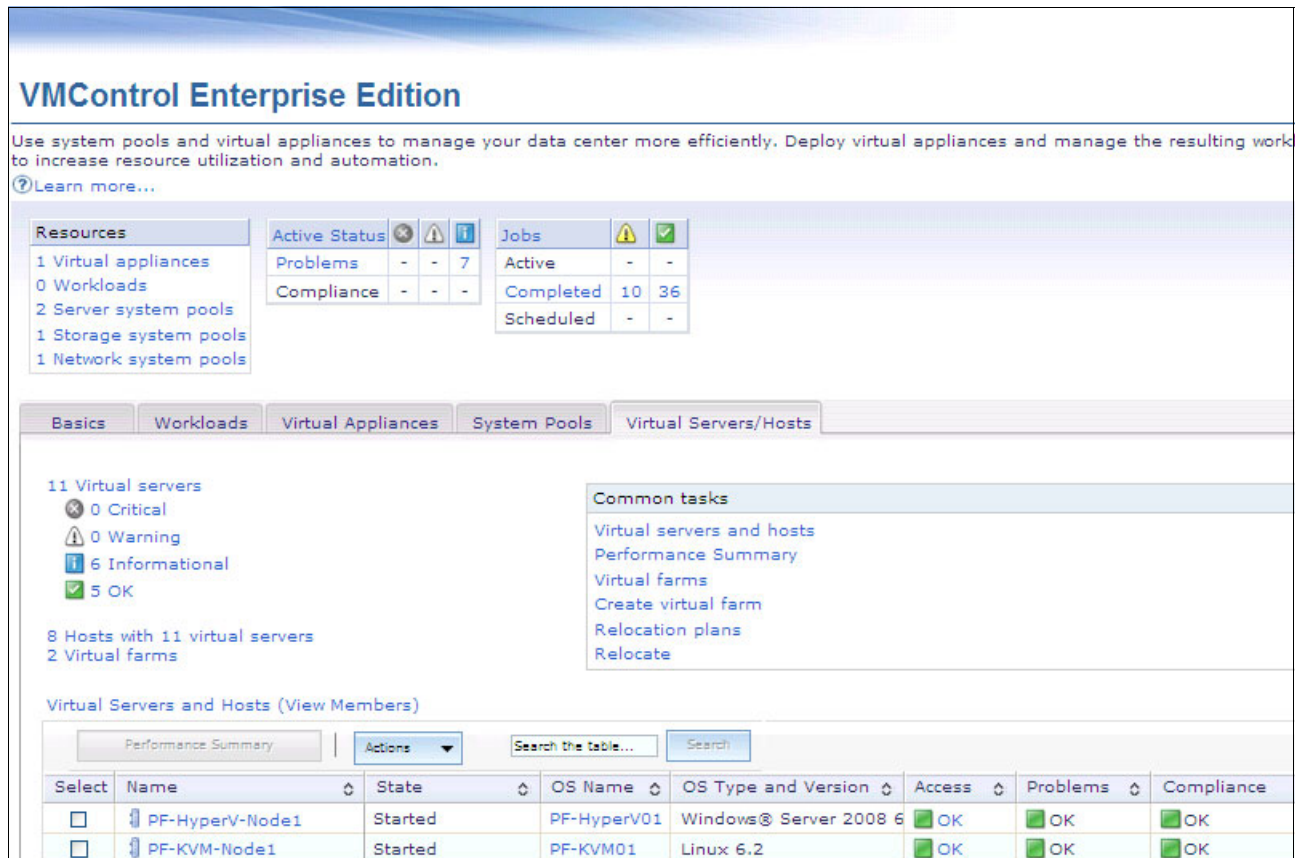 VMControl Enterprise Edition
Use system pools and virtual appliances to manage your data center more efficiently. Deploy virtual appliances and manage the resulting work
to increase resource utilization and automation.
?Learn more...
Resources
1 Virtual appliances
0 Workloads
2 Server system pools
1 Storage system pools
1 Network system pools
Active Status
Problems - - 7
Compliance - - -
Jobs
Active - -
Completed 10 36
Scheduled - -
Basics Workloads Virtual Appliances System Pools Virtual Servers/Hosts
11 Virtual servers
0 Critical
0 Warning
6 Informational
5 OK
8 Hosts with 11 virtual servers
2 Virtual farms
Common tasks
Virtual servers and hosts
Performance Summary
Virtual farms
Create virtual farm
Relocation plans
Relocate
Virtual Servers and Hosts (View Members)
Performance Summary | Actions Search the table... Search
Select Name State OS Name OS Type and Version Access Problems Compliance
PF-HyperV-Node1 Started PF-HyperV01 Windows® Server 2008 6 OK OK OK
PF-KVM-Node1 Started PF-KVM01 Linux 6.2 OK OK OK